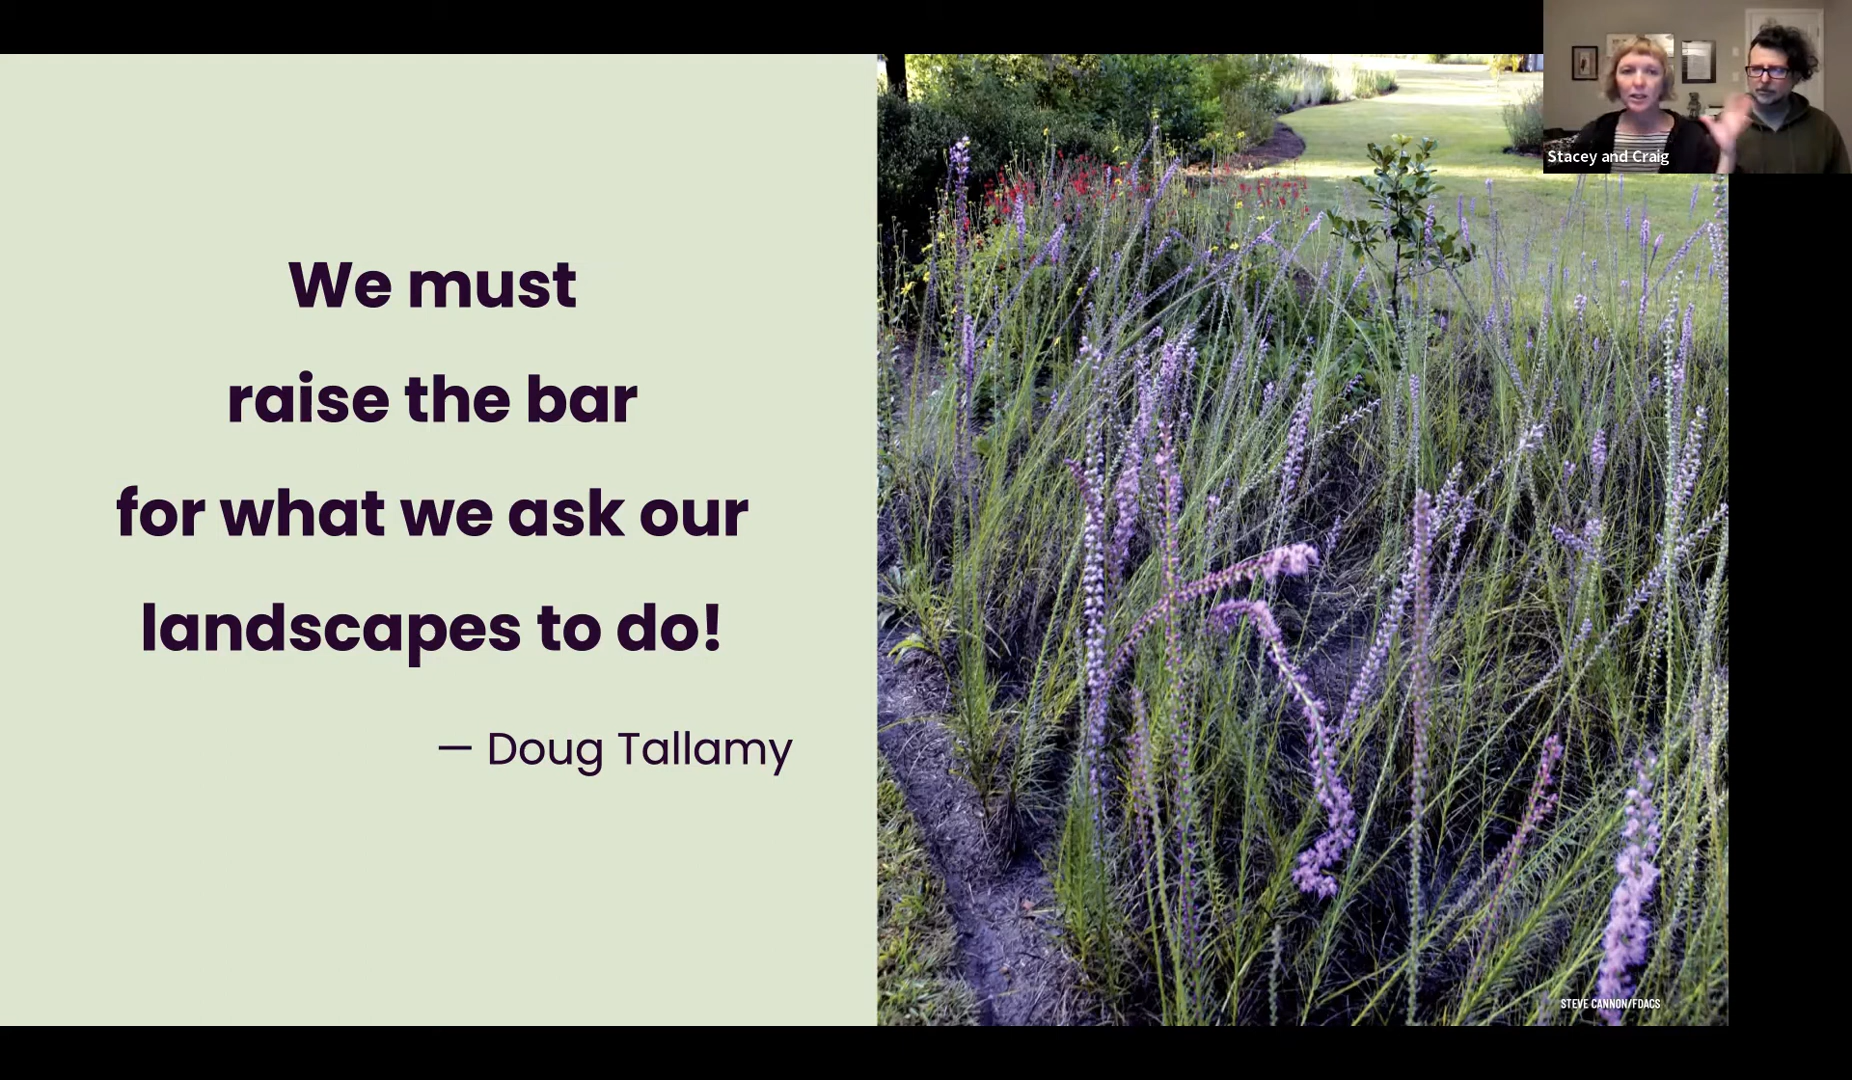 Stacey and Craig
We must
raise the bar
for what we ask our
landscapes to do!
— Doug Tallamy
STEVE CANNON/FDACS